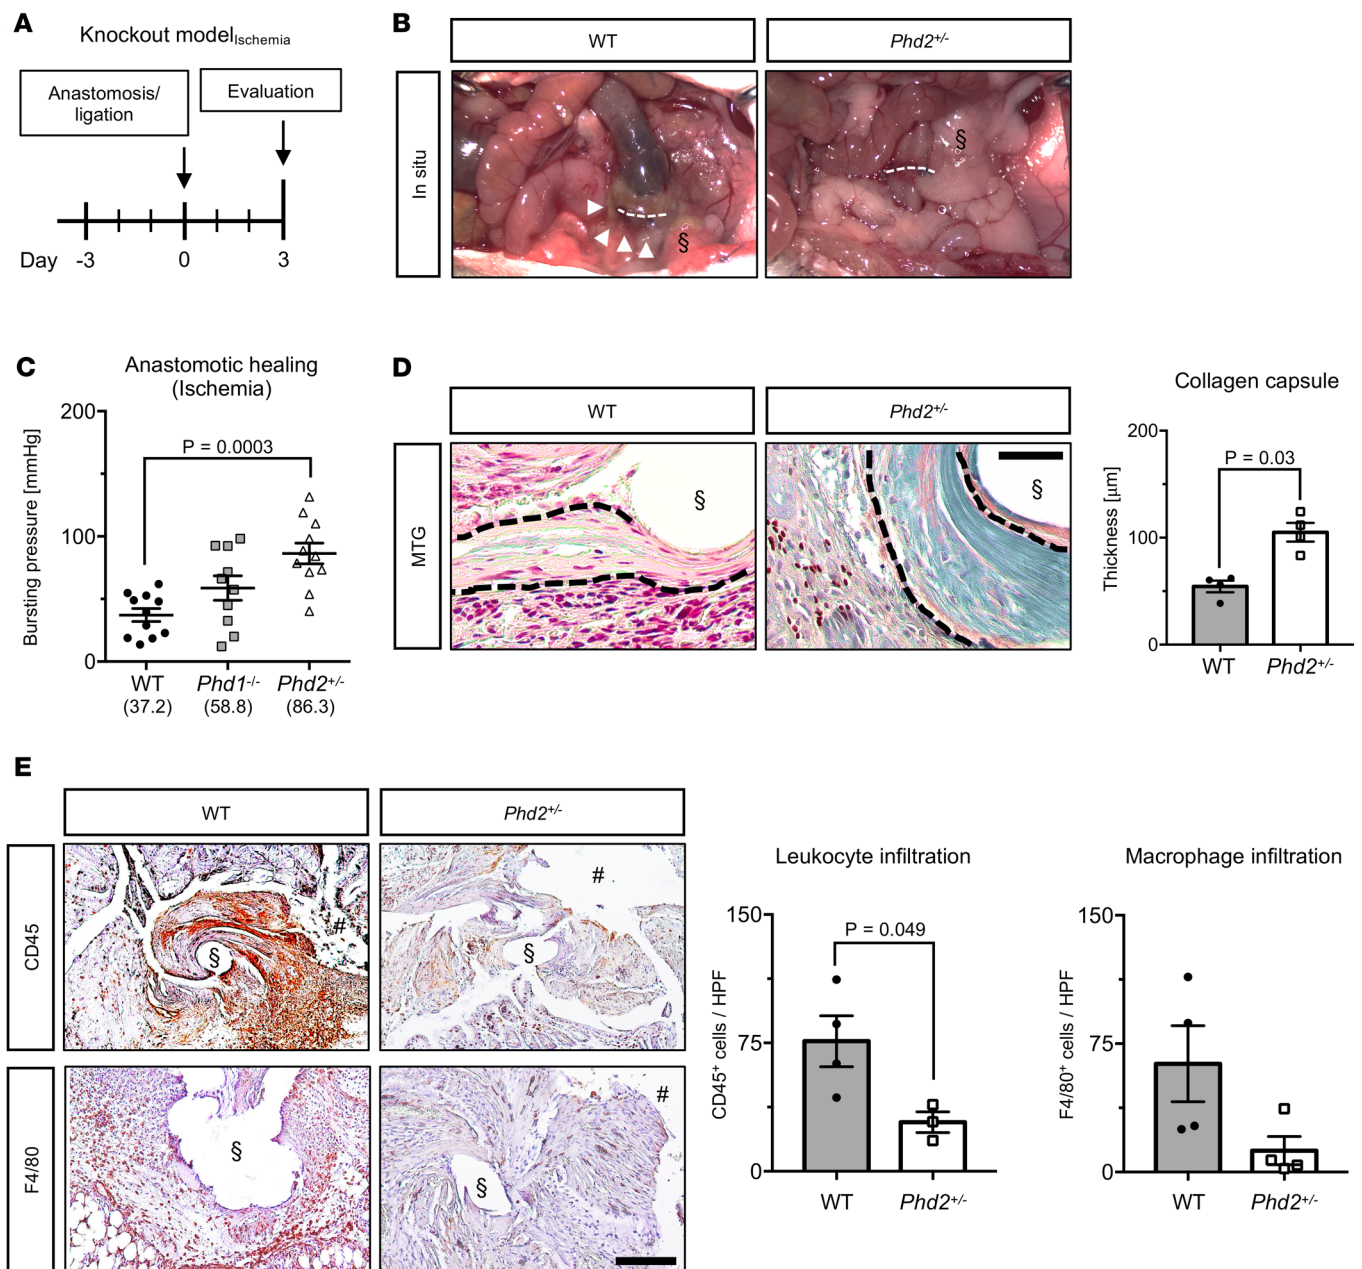 A
Knockout modelIschemia
Anastomosis/
ligation
Evaluation
Day -3 0 3
B
WT
Phd2+/-
In situ
§
§
C
Anastomotic healing
(Ischemia)
P = 0.0003
Bursting pressure [mmHg]
200
100
0
WT Phd1-/- Phd2+/-
(37.2) (58.8) (86.3)
D
WT
Phd2+/-
MTG
§
§
Collagen capsule
P = 0.03
Thickness [µm]
200
100
0
WT Phd2+/-
E
WT
Phd2+/-
CD45
#
§
#
§
F4/80
§
#
§
Leukocyte infiltration
P = 0.049
CD45+ cells / HPF
150
75
0
WT Phd2+/-
Macrophage infiltration
F4/80+ cells / HPF
150
75
0
WT Phd2+/-